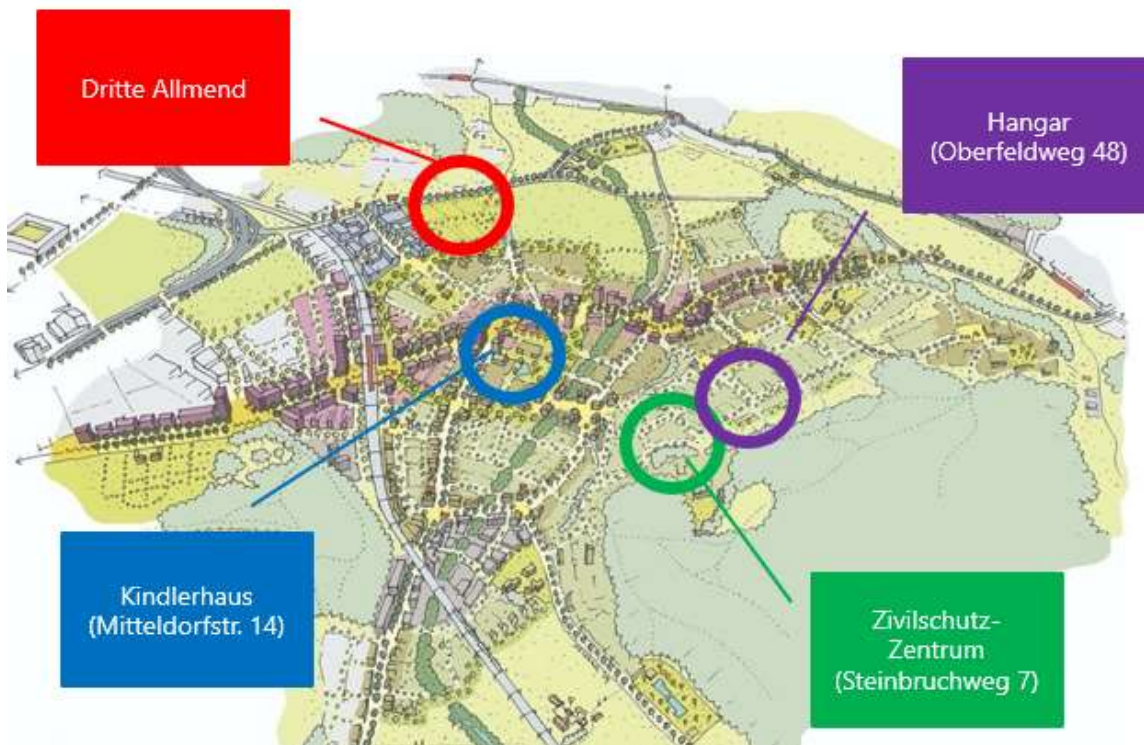 Dritte Allmend
Hangar
(Oberfeldweg 48)
Kindlerhaus
(Mitteldorfstr. 14)
Zivilschutz-
Zentrum
(Steinbruchweg 7)